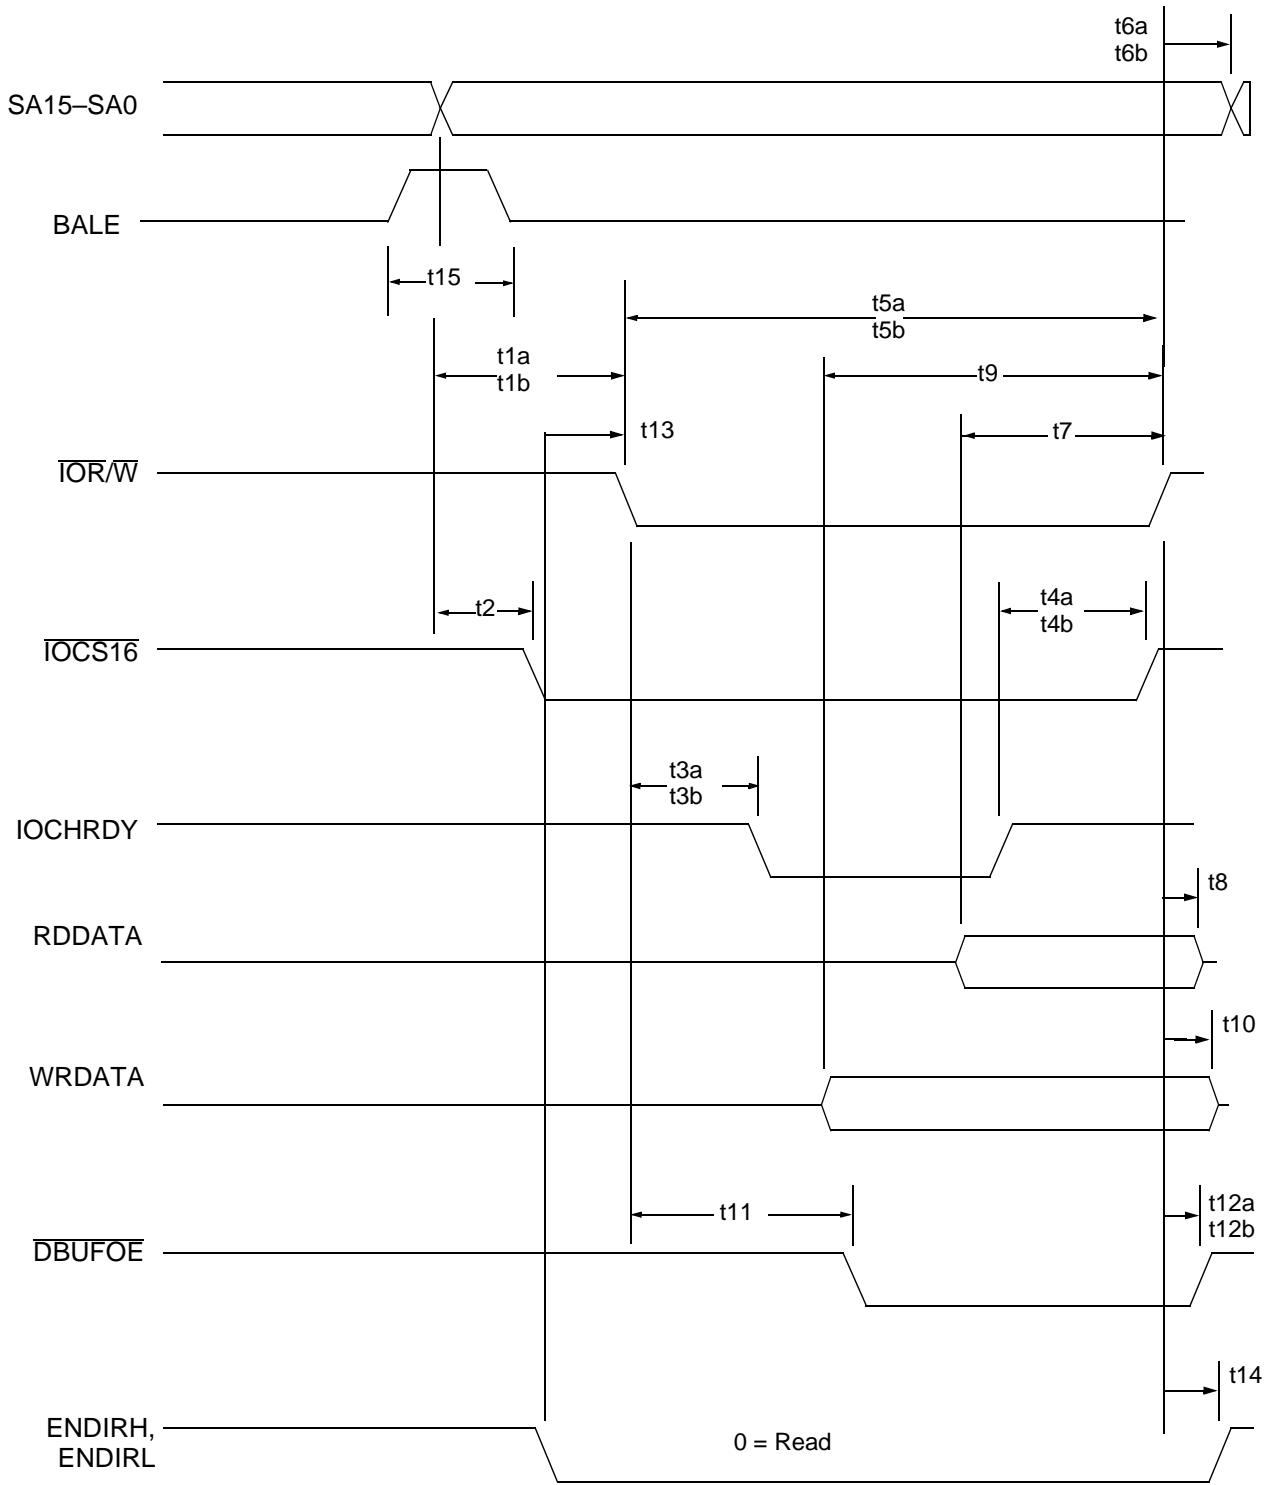 t6a
t6b
SA15–SA0
BALE
t15
t5a
t5b
t1a
t1b
t9
t13
t7
IOR/W
t2
t4a
t4b
IOCS16
t3a
t3b
IOCHRDY
t8
RDDATA
t10
WRDATA
t11
t12a
t12b
DBUFOE
t14
ENDIRH,
ENDIRL
0 = Read